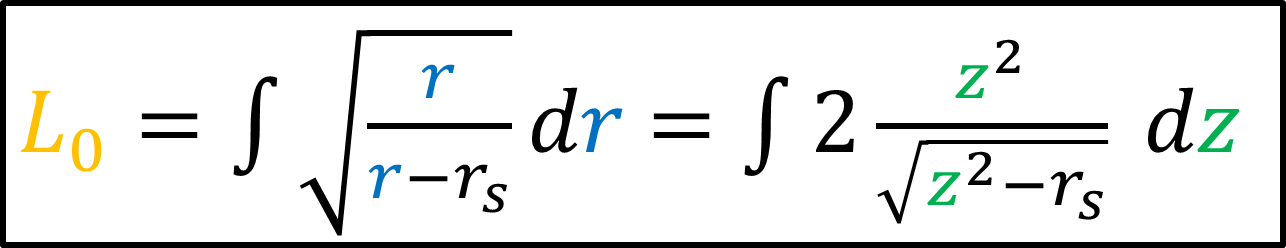 L₀ = ∫ √(r/(r−rₛ)) dr = ∫ 2 z²/√(z²−rₛ) dz